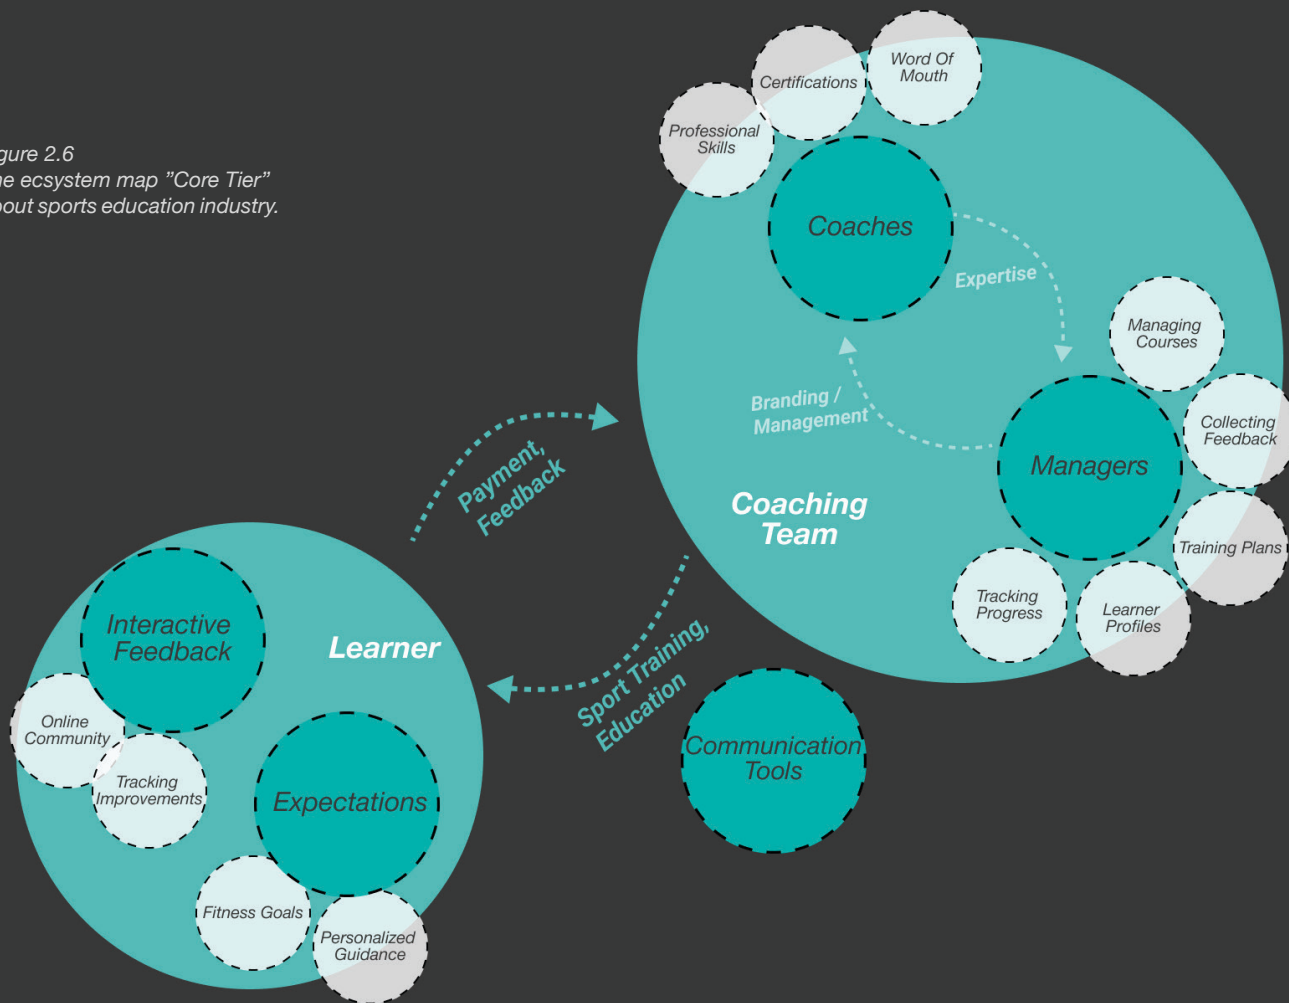 gure 2.6
ne ecsystem map ”Core Tier”
bout sports education industry.
Word Of
Mouth
Certifications
Professional
Skills
Coaches
Expertise
Managing
Courses
Branding /
Management
Collecting
Feedback
Managers
Coaching
Team
Training Plans
Tracking
Progress
Learner
Profiles
Payment,
Feedback
Sport Training,
Education
Interactive
Feedback
Learner
Online
Community
Tracking
Improvements
Expectations
Communication
Tools
Fitness Goals
Personalized
Guidance